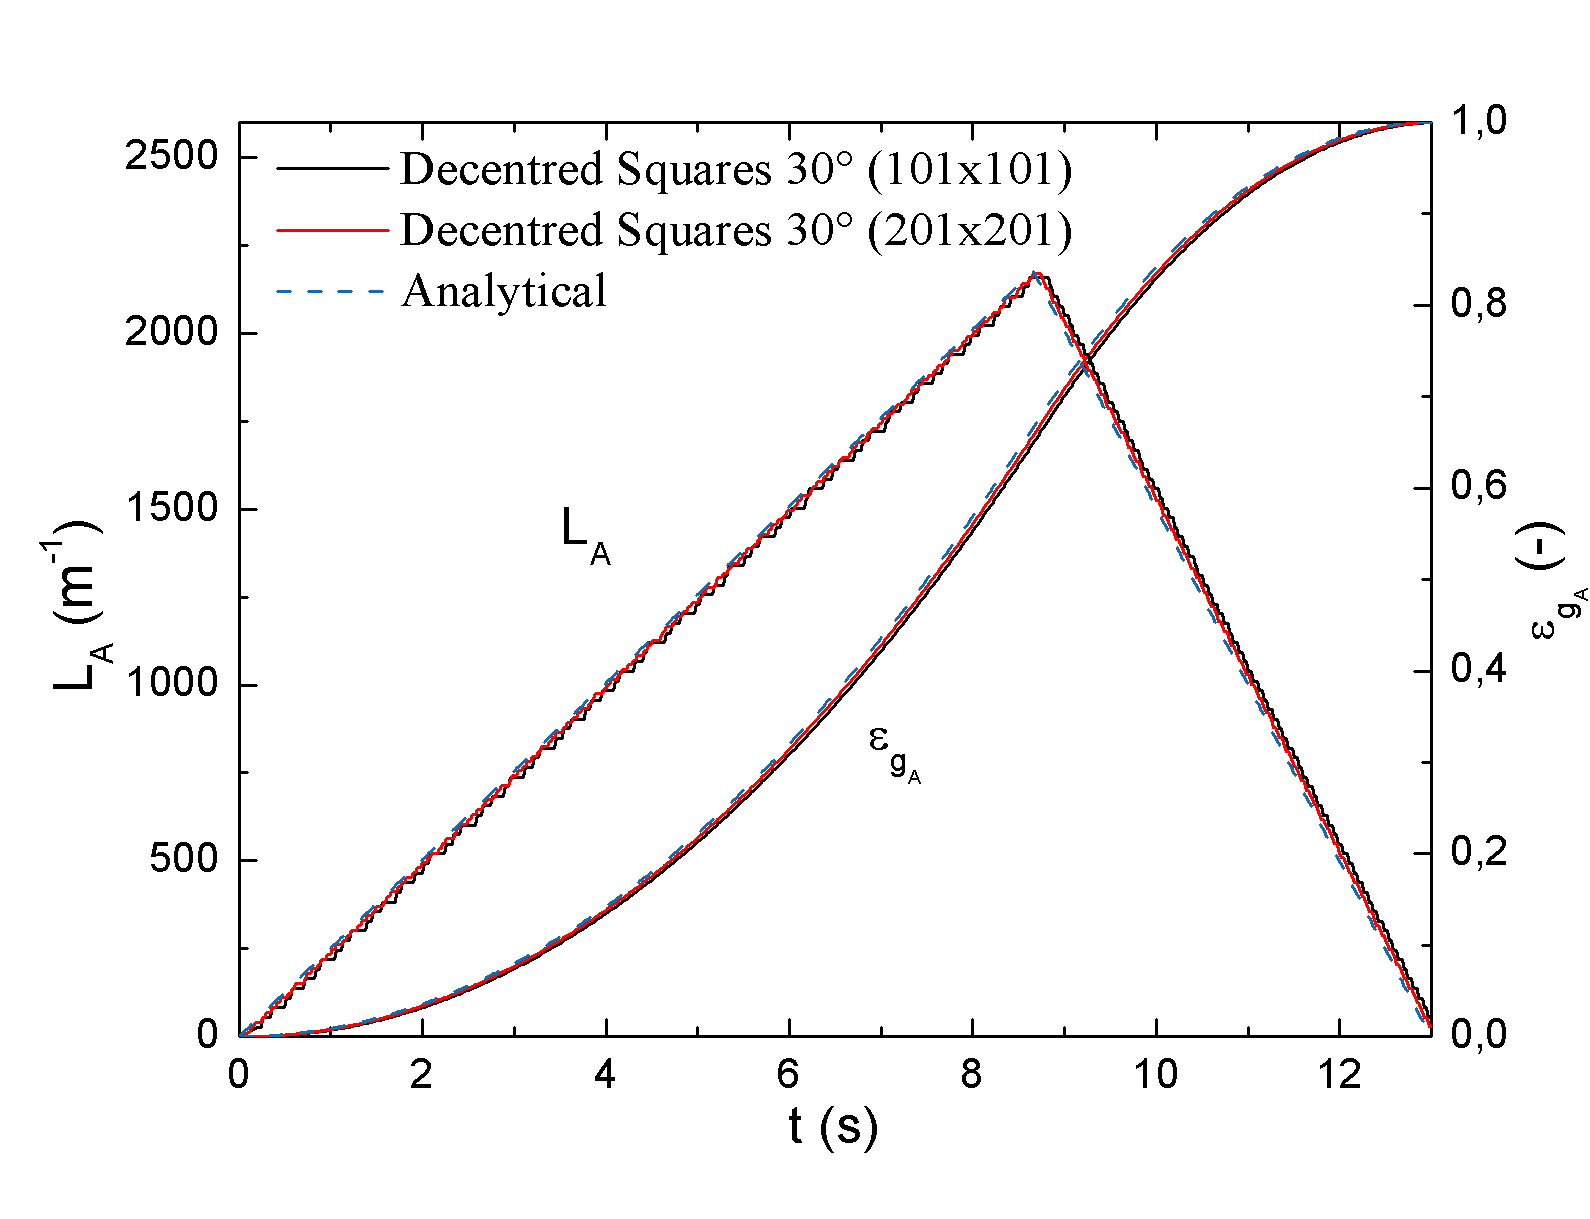 Decentred Squares 30° (101x101)
Decentred Squares 30° (201x201)
Analytical
2500
2000
1500
1000
500
0
L_A (m^-1)
1,0
0,8
0,6
0,4
0,2
0,0
ε_g_A (-)
L_A
ε_g_A
0 2 4 6 8 10 12
t (s)